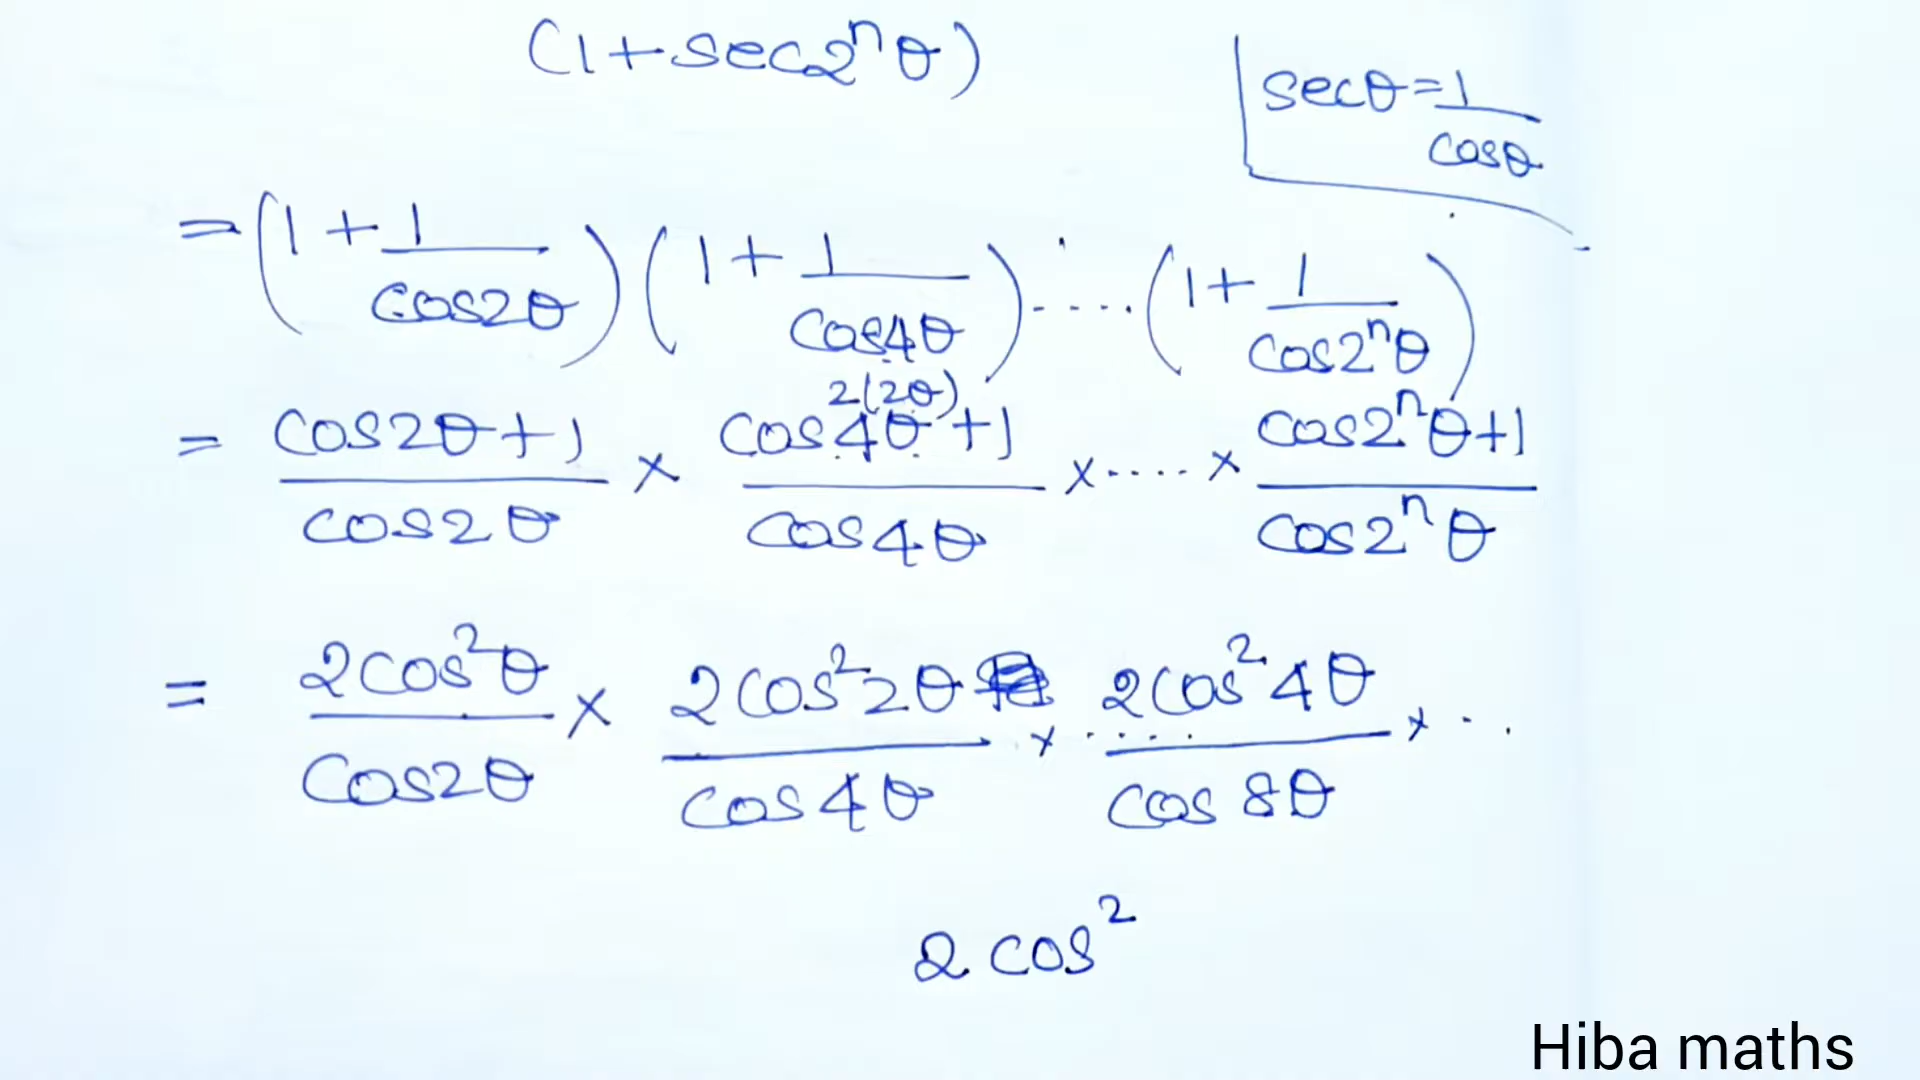 (1+sec2ⁿθ)
secθ=1/cosθ
=(1+1/cos2θ)(1+1/cos4θ).....(1+1/cos2ⁿθ)
2(2θ)
= cos2θ+1/cos2θ × cos4θ+1/cos4θ ×....× cos2ⁿθ+1/cos2ⁿθ
= 2cos²θ/cos2θ × 2cos²2θ/cos4θ ×.... 2cos²4θ/cos8θ ×..
2cos²
Hiba maths